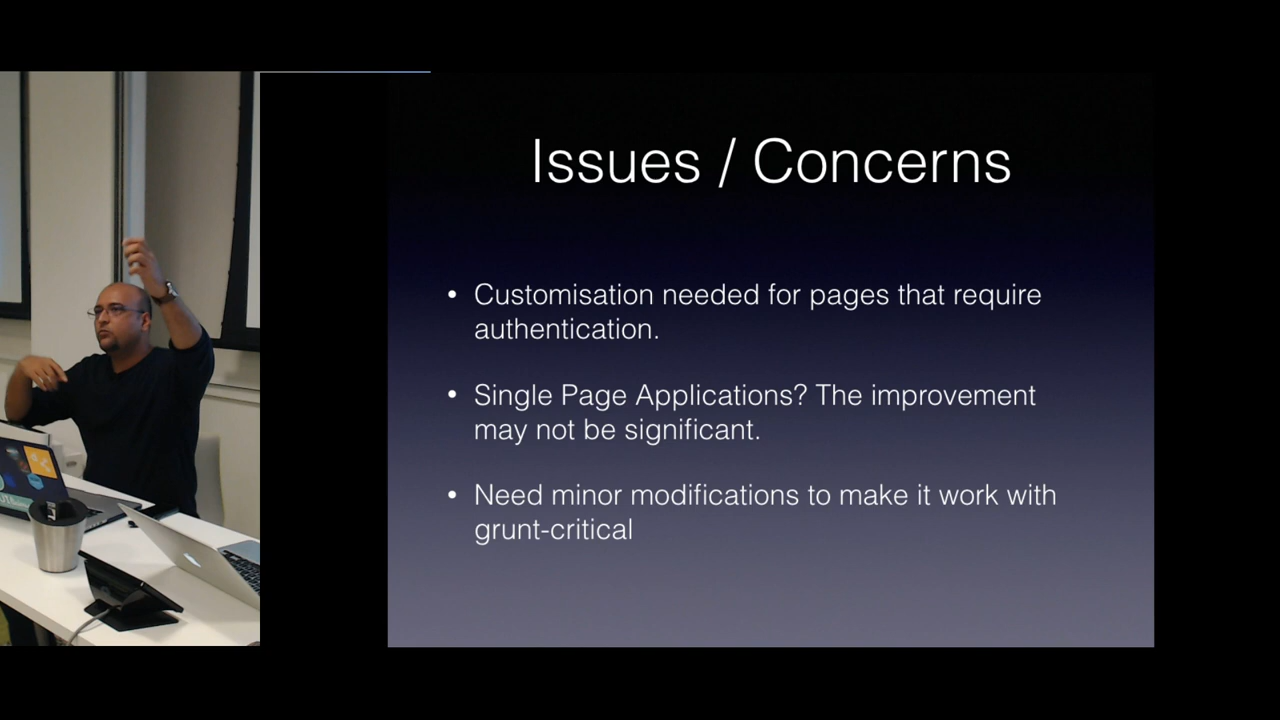 Issues / Concerns
• Customisation needed for pages that require
authentication.
• Single Page Applications? The improvement
may not be significant.
• Need minor modifications to make it work with
grunt-critical